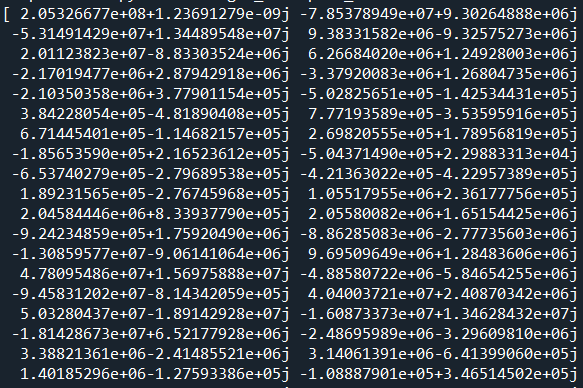 [ 2.05326677e+08+1.23691279e-09j -7.85378949e+07+9.30264888e+06j
-5.31491429e+07+1.34489548e+07j 9.38331582e+06-9.32575273e+06j
2.01123823e+07-8.83303524e+06j 6.26684020e+06+1.24928003e+06j
-2.17019477e+06+2.87942918e+06j -3.37920083e+06+1.26804735e+06j
-2.10350358e+06+3.77901154e+05j -5.02825651e+05-1.42534431e+05j
3.84228054e+05-4.81890408e+05j 7.77193589e+05-3.53595916e+05j
6.71445401e+05-1.14682157e+05j 2.69820555e+05+1.78956819e+05j
-1.85653590e+05+2.16523612e+05j -5.04371490e+05+2.29883313e+04j
-6.53740279e+05-2.79689538e+05j -4.21363022e+05-4.22957389e+05j
1.89231565e+05-2.76745968e+05j 1.05517955e+06+2.36177756e+05j
2.04584446e+06+8.33937790e+05j 2.05580082e+06+1.65154425e+06j
-9.24234859e+05+1.75920490e+06j -8.86285083e+06-2.77735603e+06j
-1.30859577e+07-9.06141064e+06j 9.69509649e+06+1.28483606e+06j
4.78095486e+07+1.56975888e+07j -4.88580722e+06-5.84654255e+06j
-9.45831202e+07-8.14342059e+05j 4.04003721e+07+2.40870342e+06j
5.03280437e+07-1.89142928e+07j -1.60873373e+07+1.34628432e+07j
-1.81428673e+07+6.52177928e+06j -2.48695989e+06-3.29609810e+06j
3.38821361e+06-2.41485521e+06j 3.14061391e+06-6.41399060e+05j
1.40185296e+06-1.27593386e+05j -1.08887901e+05+3.46514502e+05j